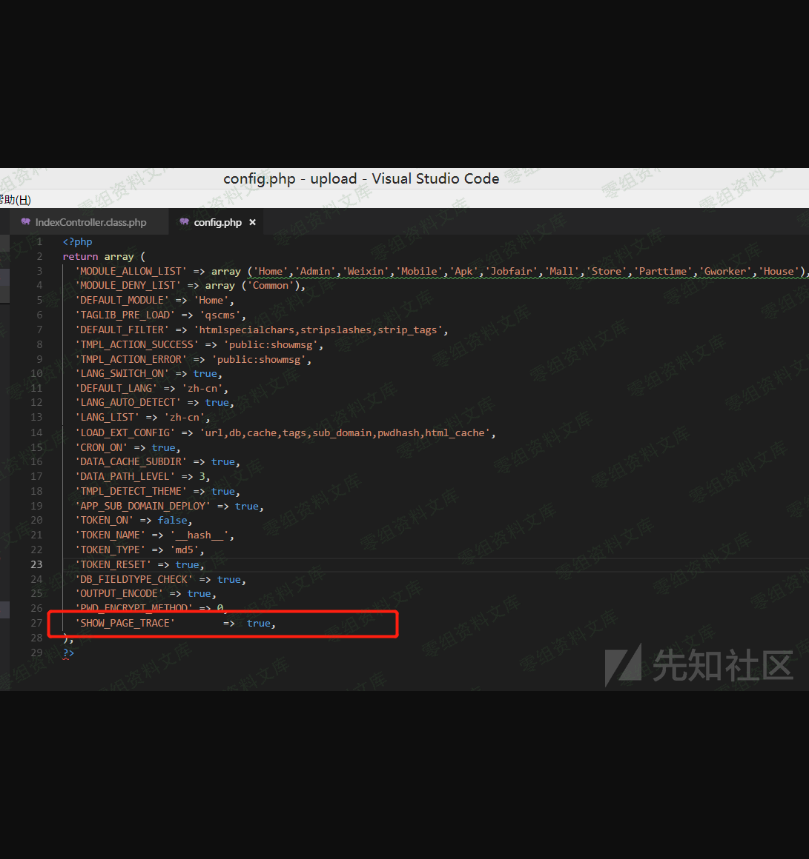 config.php - upload - Visual Studio Code
帮助(H)
IndexController.class.php
config.php ×
1 <?php
2 return array (
3 'MODULE_ALLOW_LIST' => array ('Home','Admin','Weixin','Mobile','Apk','Jobfair','Mall','Store','Parttime','Gworker','House'),
4 'MODULE_DENY_LIST' => array ('Common'),
5 'DEFAULT_MODULE' => 'Home',
6 'TAGLIB_PRE_LOAD' => 'qscms',
7 'DEFAULT_FILTER' => 'htmlspecialchars,stripslashes,strip_tags',
8 'TMPL_ACTION_SUCCESS' => 'public:showmsg',
9 'TMPL_ACTION_ERROR' => 'public:showmsg',
10 'LANG_SWITCH_ON' => true,
11 'DEFAULT_LANG' => 'zh-cn',
12 'LANG_AUTO_DETECT' => true,
13 'LANG_LIST' => 'zh-cn',
14 'LOAD_EXT_CONFIG' => 'url,db,cache,tags,sub_domain,pwdhash,html_cache',
15 'CRON_ON' => true,
16 'DATA_CACHE_SUBDIR' => true,
17 'DATA_PATH_LEVEL' => 3,
18 'TMPL_DETECT_THEME' => true,
19 'APP_SUB_DOMAIN_DEPLOY' => true,
20 'TOKEN_ON' => false,
21 'TOKEN_NAME' => '__hash__',
22 'TOKEN_TYPE' => 'md5',
23 'TOKEN_RESET' => true,
24 'DB_FIELDTYPE_CHECK' => true,
25 'OUTPUT_ENCODE' => true,
26 'PWD_ENCRYPT_METHOD' => 0,
27 'SHOW_PAGE_TRACE' => true,
28 );
29 ?>
先知社区
零组资料文库